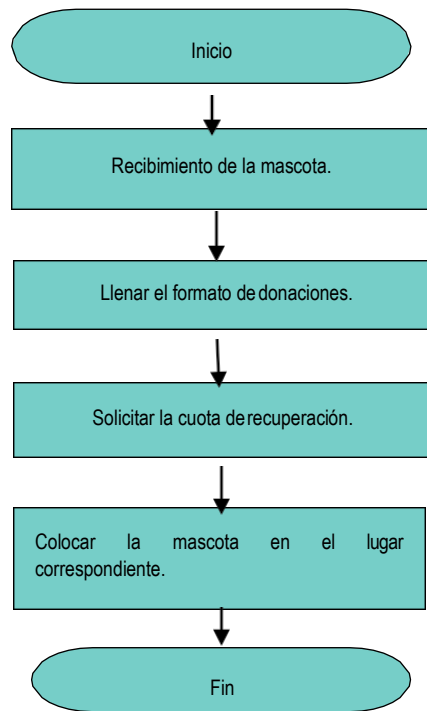 Inicio
Recibimiento de la mascota.
Llenar el formato de donaciones.
Solicitar la cuota de recuperación.
Colocar la mascota en el lugar
correspondiente.
Fin